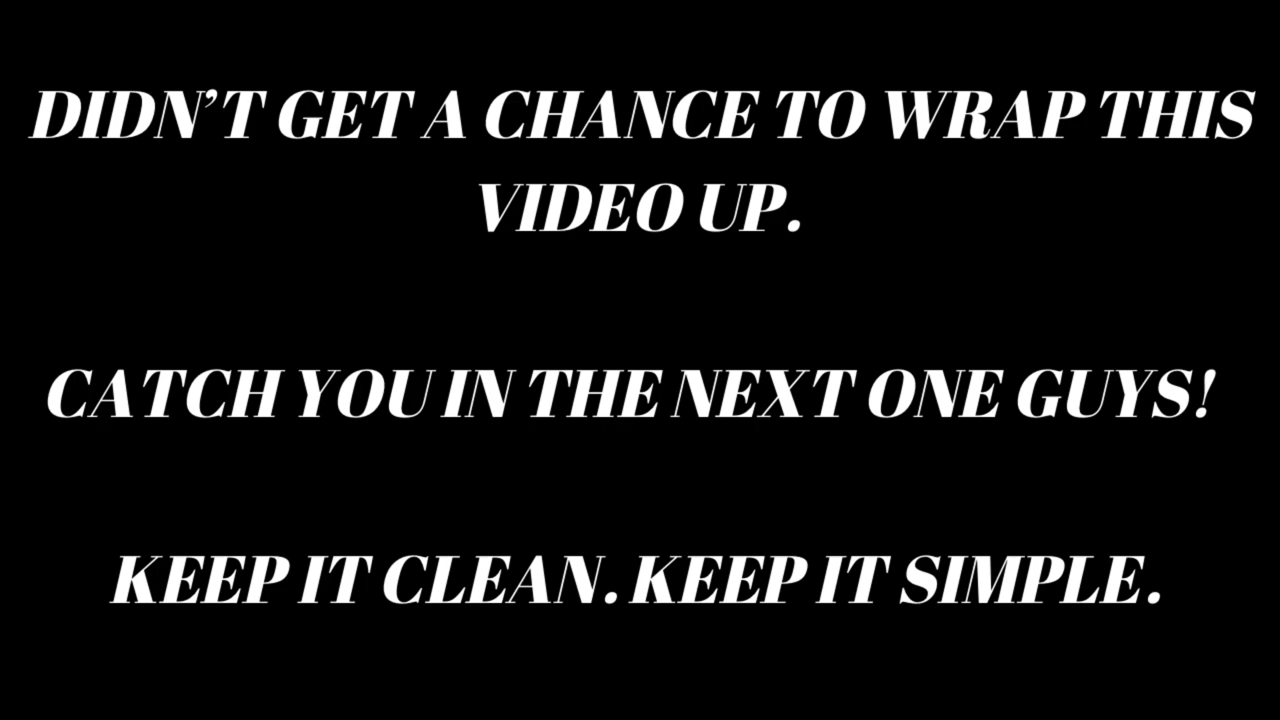 DIDN’T GET A CHANCE TO WRAP THIS
VIDEO UP.
CATCH YOU IN THE NEXT ONE GUYS!
KEEP IT CLEAN. KEEP IT SIMPLE.